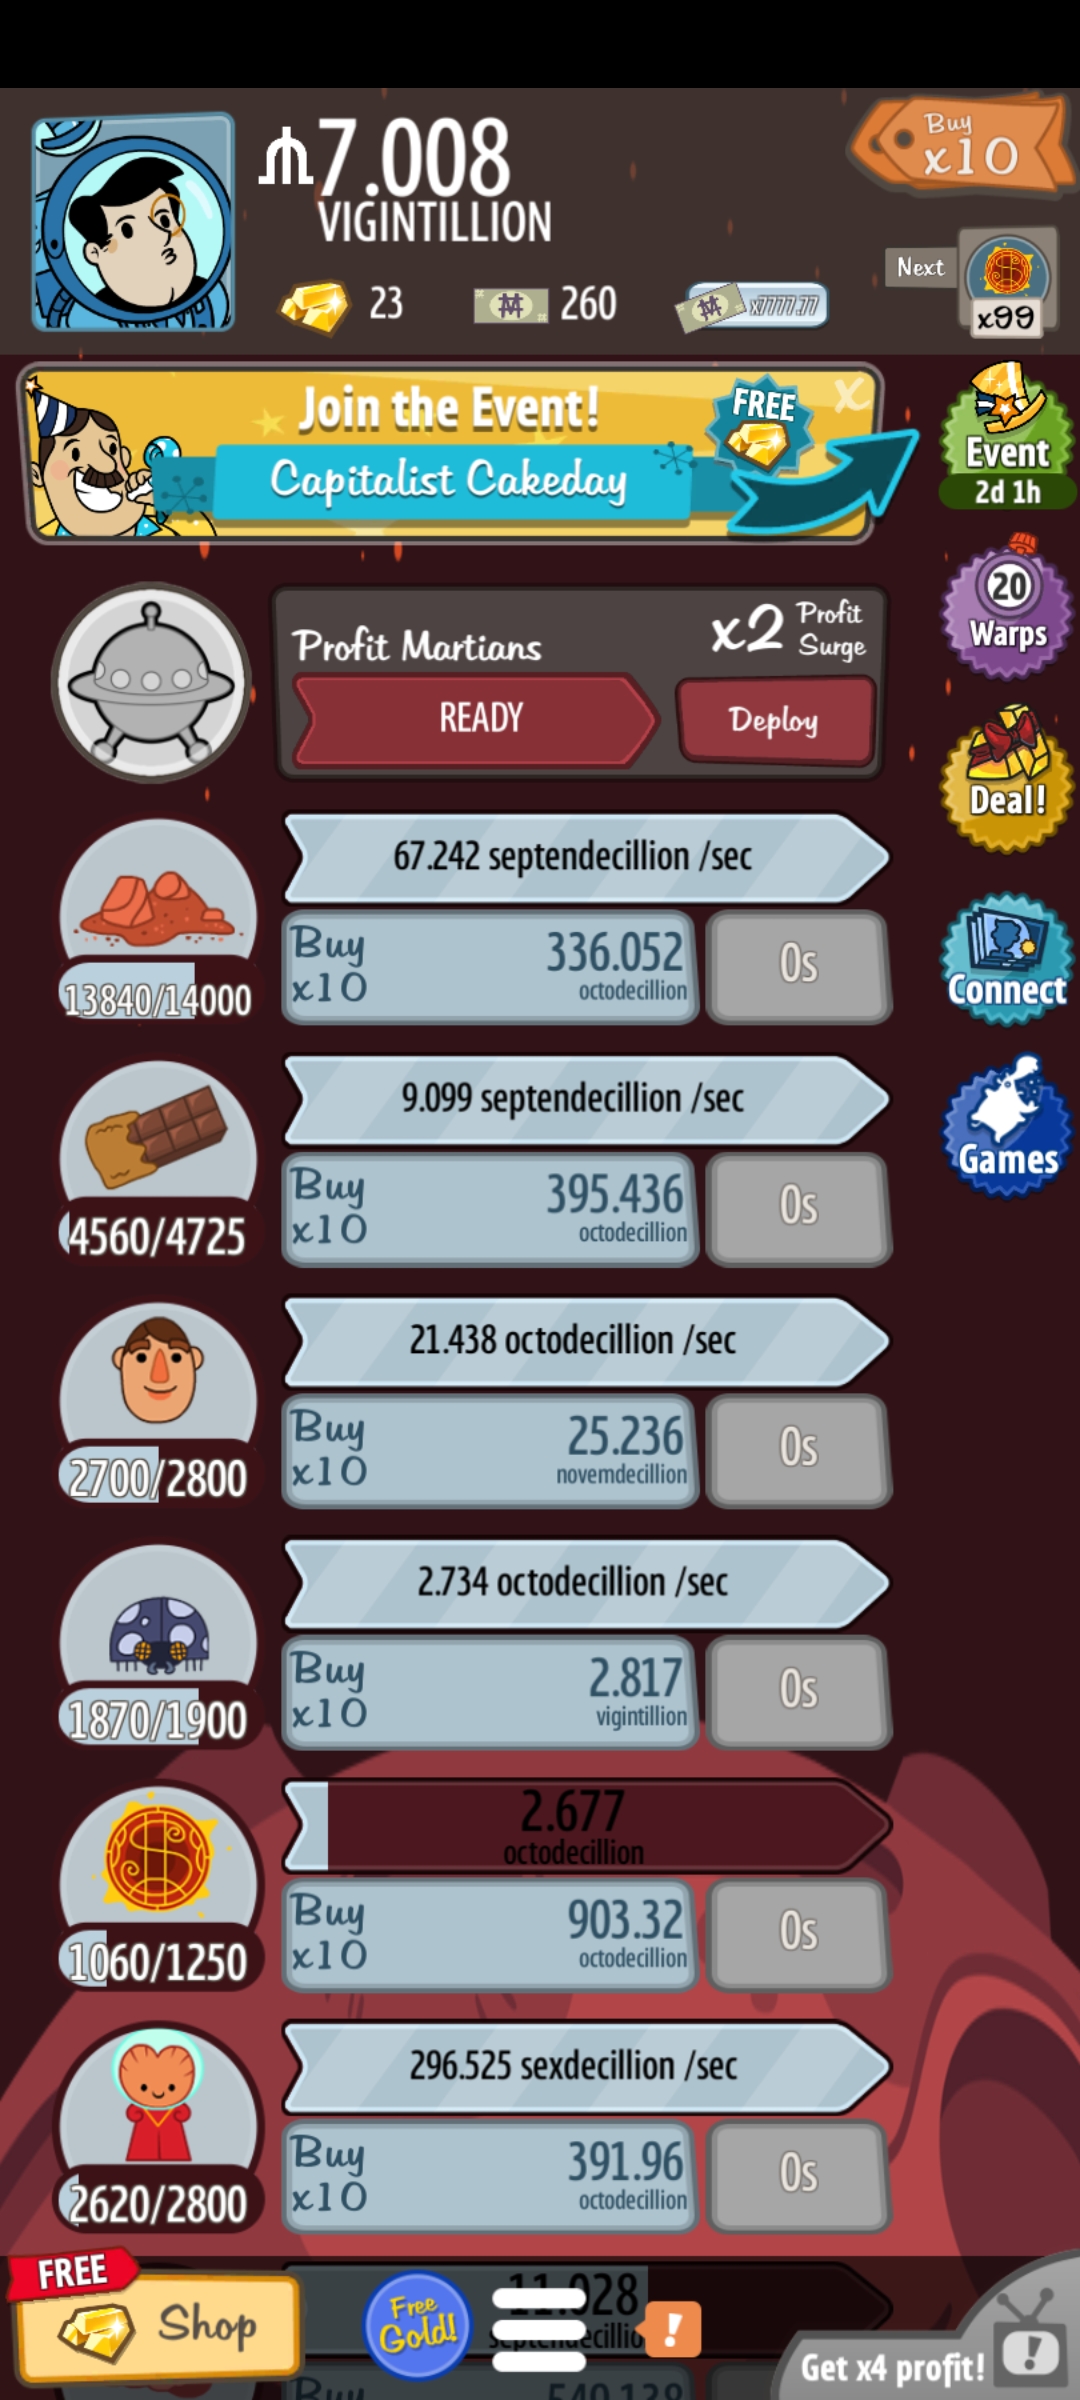 7.008
VIGINTILLION
Buy
x10
23
260
x7777.77
Next
x99
Join the Event!
Capitalist Cakeday
FREE
x
Event
2d 1h
20
Warps
Profit Martians
x2 Profit
Surge
READY
Deploy
Deal!
67.242 septendecillion /sec
Buy
x10
336.052
octodecillion
0s
13840/14000
Connect
9.099 septendecillion /sec
Buy
x10
395.436
octodecillion
0s
4560/4725
Games
21.438 octodecillion /sec
Buy
x10
25.236
novemdecillion
0s
2700/2800
2.734 octodecillion /sec
Buy
x10
2.817
vigintillion
0s
1870/1900
2.677
octodecillion
Buy
x10
903.32
octodecillion
0s
1060/1250
296.525 sexdecillion /sec
Buy
x10
391.96
octodecillion
0s
2620/2800
FREE
Shop
Free
Gold!
11.028
!
Get x4 profit!
!
Buy
540.138